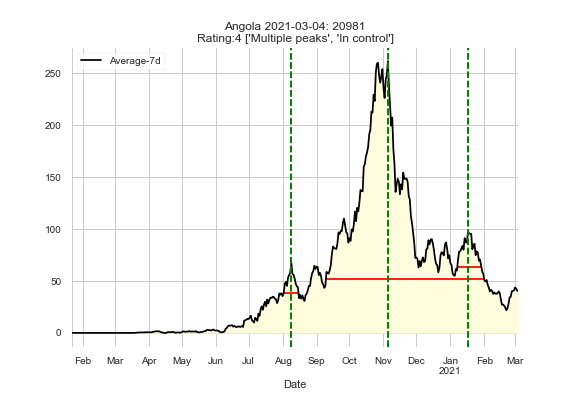 Angola 2021-03-04: 20981
Rating:4 ['Multiple peaks', 'In control']
Average-7d
250
200
150
100
50
0
Feb Mar Apr May Jun Jul Aug Sep Oct Nov Dec Jan Feb Mar
2021
Date